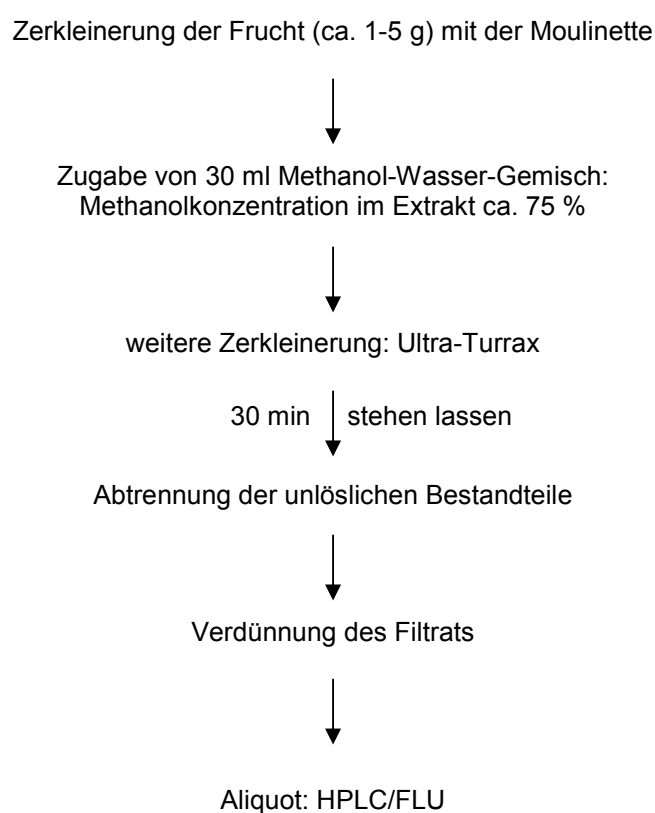 Zerkleinerung der Frucht (ca. 1-5 g) mit der Moulinette
Zugabe von 30 ml Methanol-Wasser-Gemisch:
Methanolkonzentration im Extrakt ca. 75 %
weitere Zerkleinerung: Ultra-Turrax
30 min stehen lassen
Abtrennung der unlöslichen Bestandteile
Verdünnung des Filtrats
Aliquot: HPLC/FLU